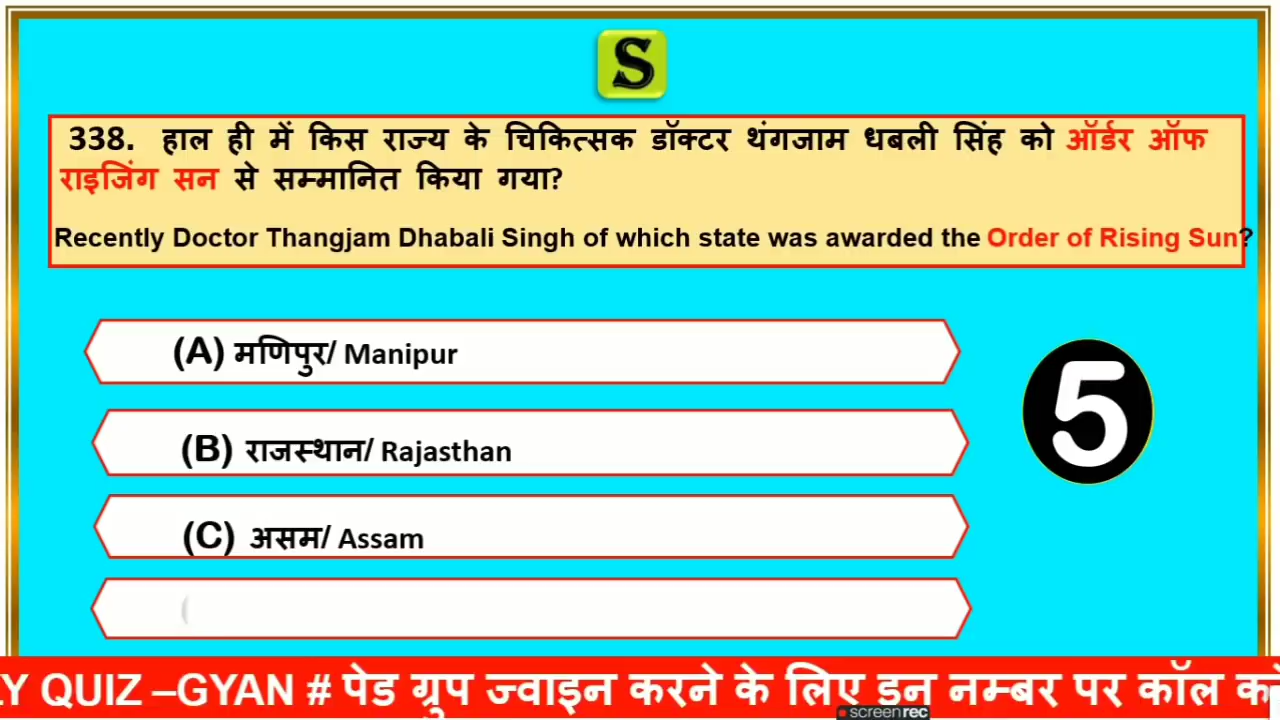 S
338. हाल ही में किस राज्य के चिकित्सक डॉक्टर थंगजाम धबली सिंह को ऑर्डर ऑफ
राइजिंग सन से सम्मानित किया गया?
Recently Doctor Thangjam Dhabali Singh of which state was awarded the Order of Rising Sun?
(A) मणिपुर/ Manipur
5
(B) राजस्थान/ Rajasthan
(C) असम/ Assam
(
LY QUIZ –GYAN # पेड ग्रुप ज्वाइन करने के लिए इन नम्बर पर कॉल
screenrec